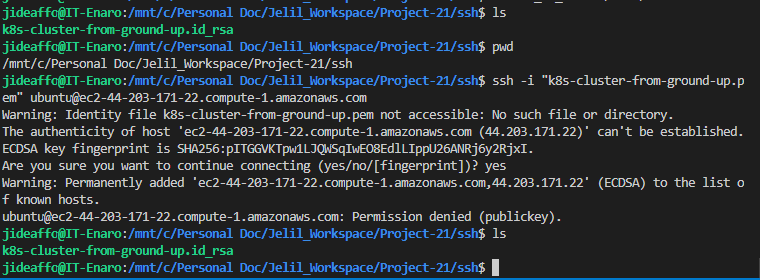 jideaffo@IT-Enaro:/mnt/c/Personal Doc/Jelil_Workspace/Project-21/ssh$ ls
k8s-cluster-from-ground-up.id_rsa
jideaffo@IT-Enaro:/mnt/c/Personal Doc/Jelil_Workspace/Project-21/ssh$ pwd
/mnt/c/Personal Doc/Jelil_Workspace/Project-21/ssh
jideaffo@IT-Enaro:/mnt/c/Personal Doc/Jelil_Workspace/Project-21/ssh$ ssh -i "k8s-cluster-from-ground-up.p
em" ubuntu@ec2-44-203-171-22.compute-1.amazonaws.com
Warning: Identity file k8s-cluster-from-ground-up.pem not accessible: No such file or directory.
The authenticity of host 'ec2-44-203-171-22.compute-1.amazonaws.com (44.203.171.22)' can't be established.
ECDSA key fingerprint is SHA256:pITGGVKTpw1LJQWSqIwEO8EdlLIppU26ANRj6y2RjxI.
Are you sure you want to continue connecting (yes/no/[fingerprint])? yes
Warning: Permanently added 'ec2-44-203-171-22.compute-1.amazonaws.com,44.203.171.22' (ECDSA) to the list o
f known hosts.
ubuntu@ec2-44-203-171-22.compute-1.amazonaws.com: Permission denied (publickey).
jideaffo@IT-Enaro:/mnt/c/Personal Doc/Jelil_Workspace/Project-21/ssh$ ls
k8s-cluster-from-ground-up.id_rsa
jideaffo@IT-Enaro:/mnt/c/Personal Doc/Jelil_Workspace/Project-21/ssh$